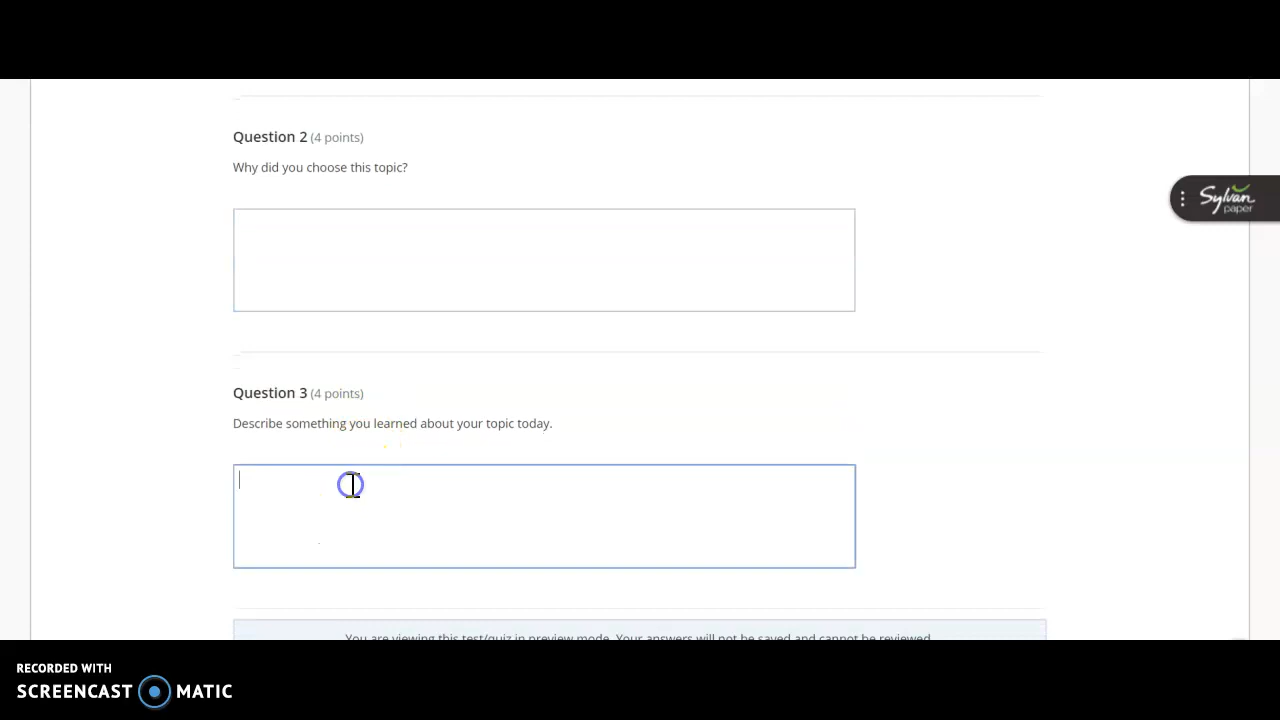 Question 2 (4 points)
Why did you choose this topic?
Sylvan
paper
Question 3 (4 points)
Describe something you learned about your topic today.
You are viewing this test/quiz in preview mode. Your answers will not be saved and cannot be reviewed
RECORDED WITH
SCREENCAST MATIC